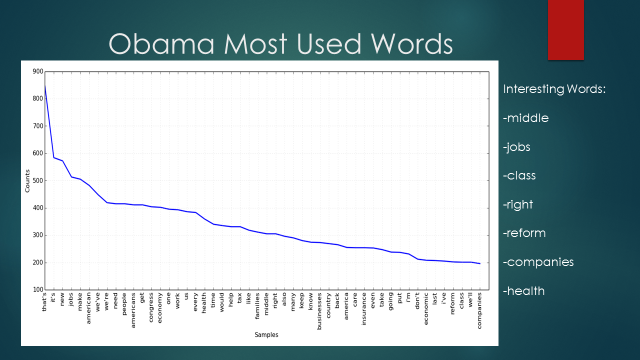 Obama Most Used Words
900
800
700
600
500
400
300
200
100
Counts
that's
it's
new
jobs
make
american
we've
we're
need
people
americans
get
congress
economy
one
work
us
every
health
time
would
help
tax
like
families
middle
right
also
many
keep
know
businesses
country
back
america
care
insurance
even
take
going
put
i'm
don't
economic
last
i've
reform
class
we'll
companies
Samples
Interesting Words:
-middle
-jobs
-class
-right
-reform
-companies
-health